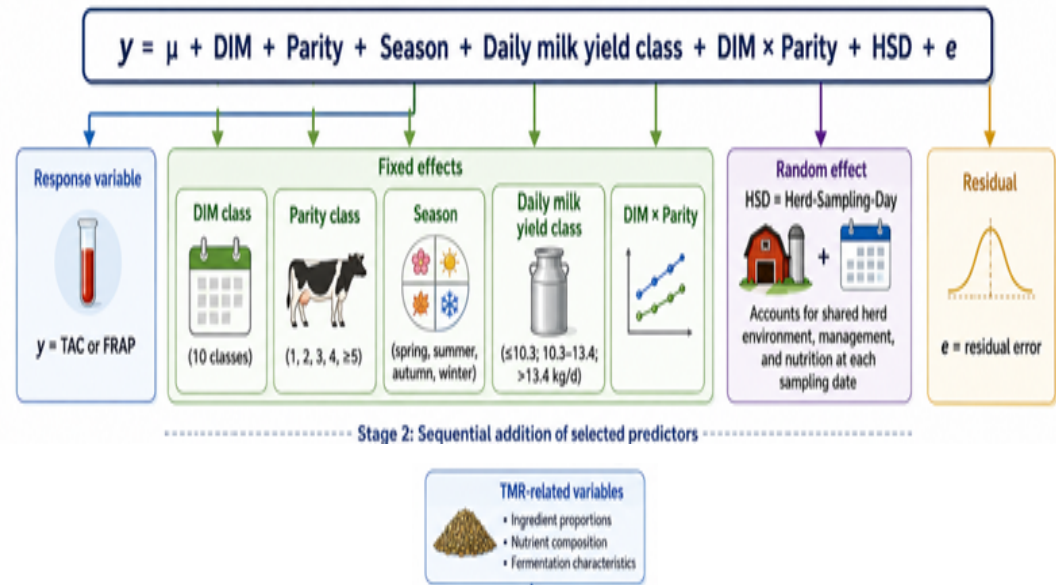 y = μ + DIM + Parity + Season + Daily milk yield class + DIM × Parity + HSD + e
Response variable
y = TAC or FRAP
Fixed effects
DIM class
(10 classes)
Parity class
(1, 2, 3, 4, ≥5)
Season
(spring, summer,
autumn, winter)
Daily milk
yield class
(≤10.3; 10.3–13.4;
>13.4 kg/d)
DIM × Parity
Random effect
HSD = Herd-Sampling-Day
+
Accounts for shared herd
environment, management,
and nutrition at each
sampling date
Residual
e = residual error
Stage 2: Sequential addition of selected predictors
TMR-related variables
• Ingredient proportions
• Nutrient composition
• Fermentation characteristics